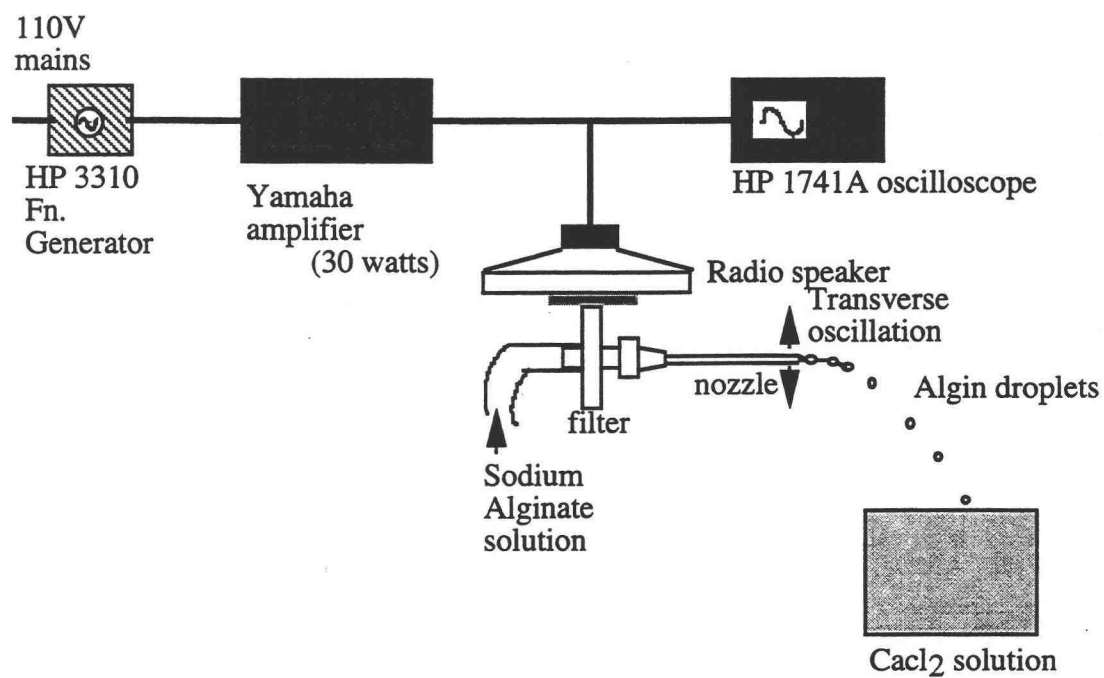 110V
mains
HP 3310
Fn.
Generator
Yamaha
amplifier
(30 watts)
HP 1741A oscilloscope
Radio speaker
Transverse
oscillation
nozzle
Algin droplets
filter
Sodium
Alginate
solution
Cacl2 solution